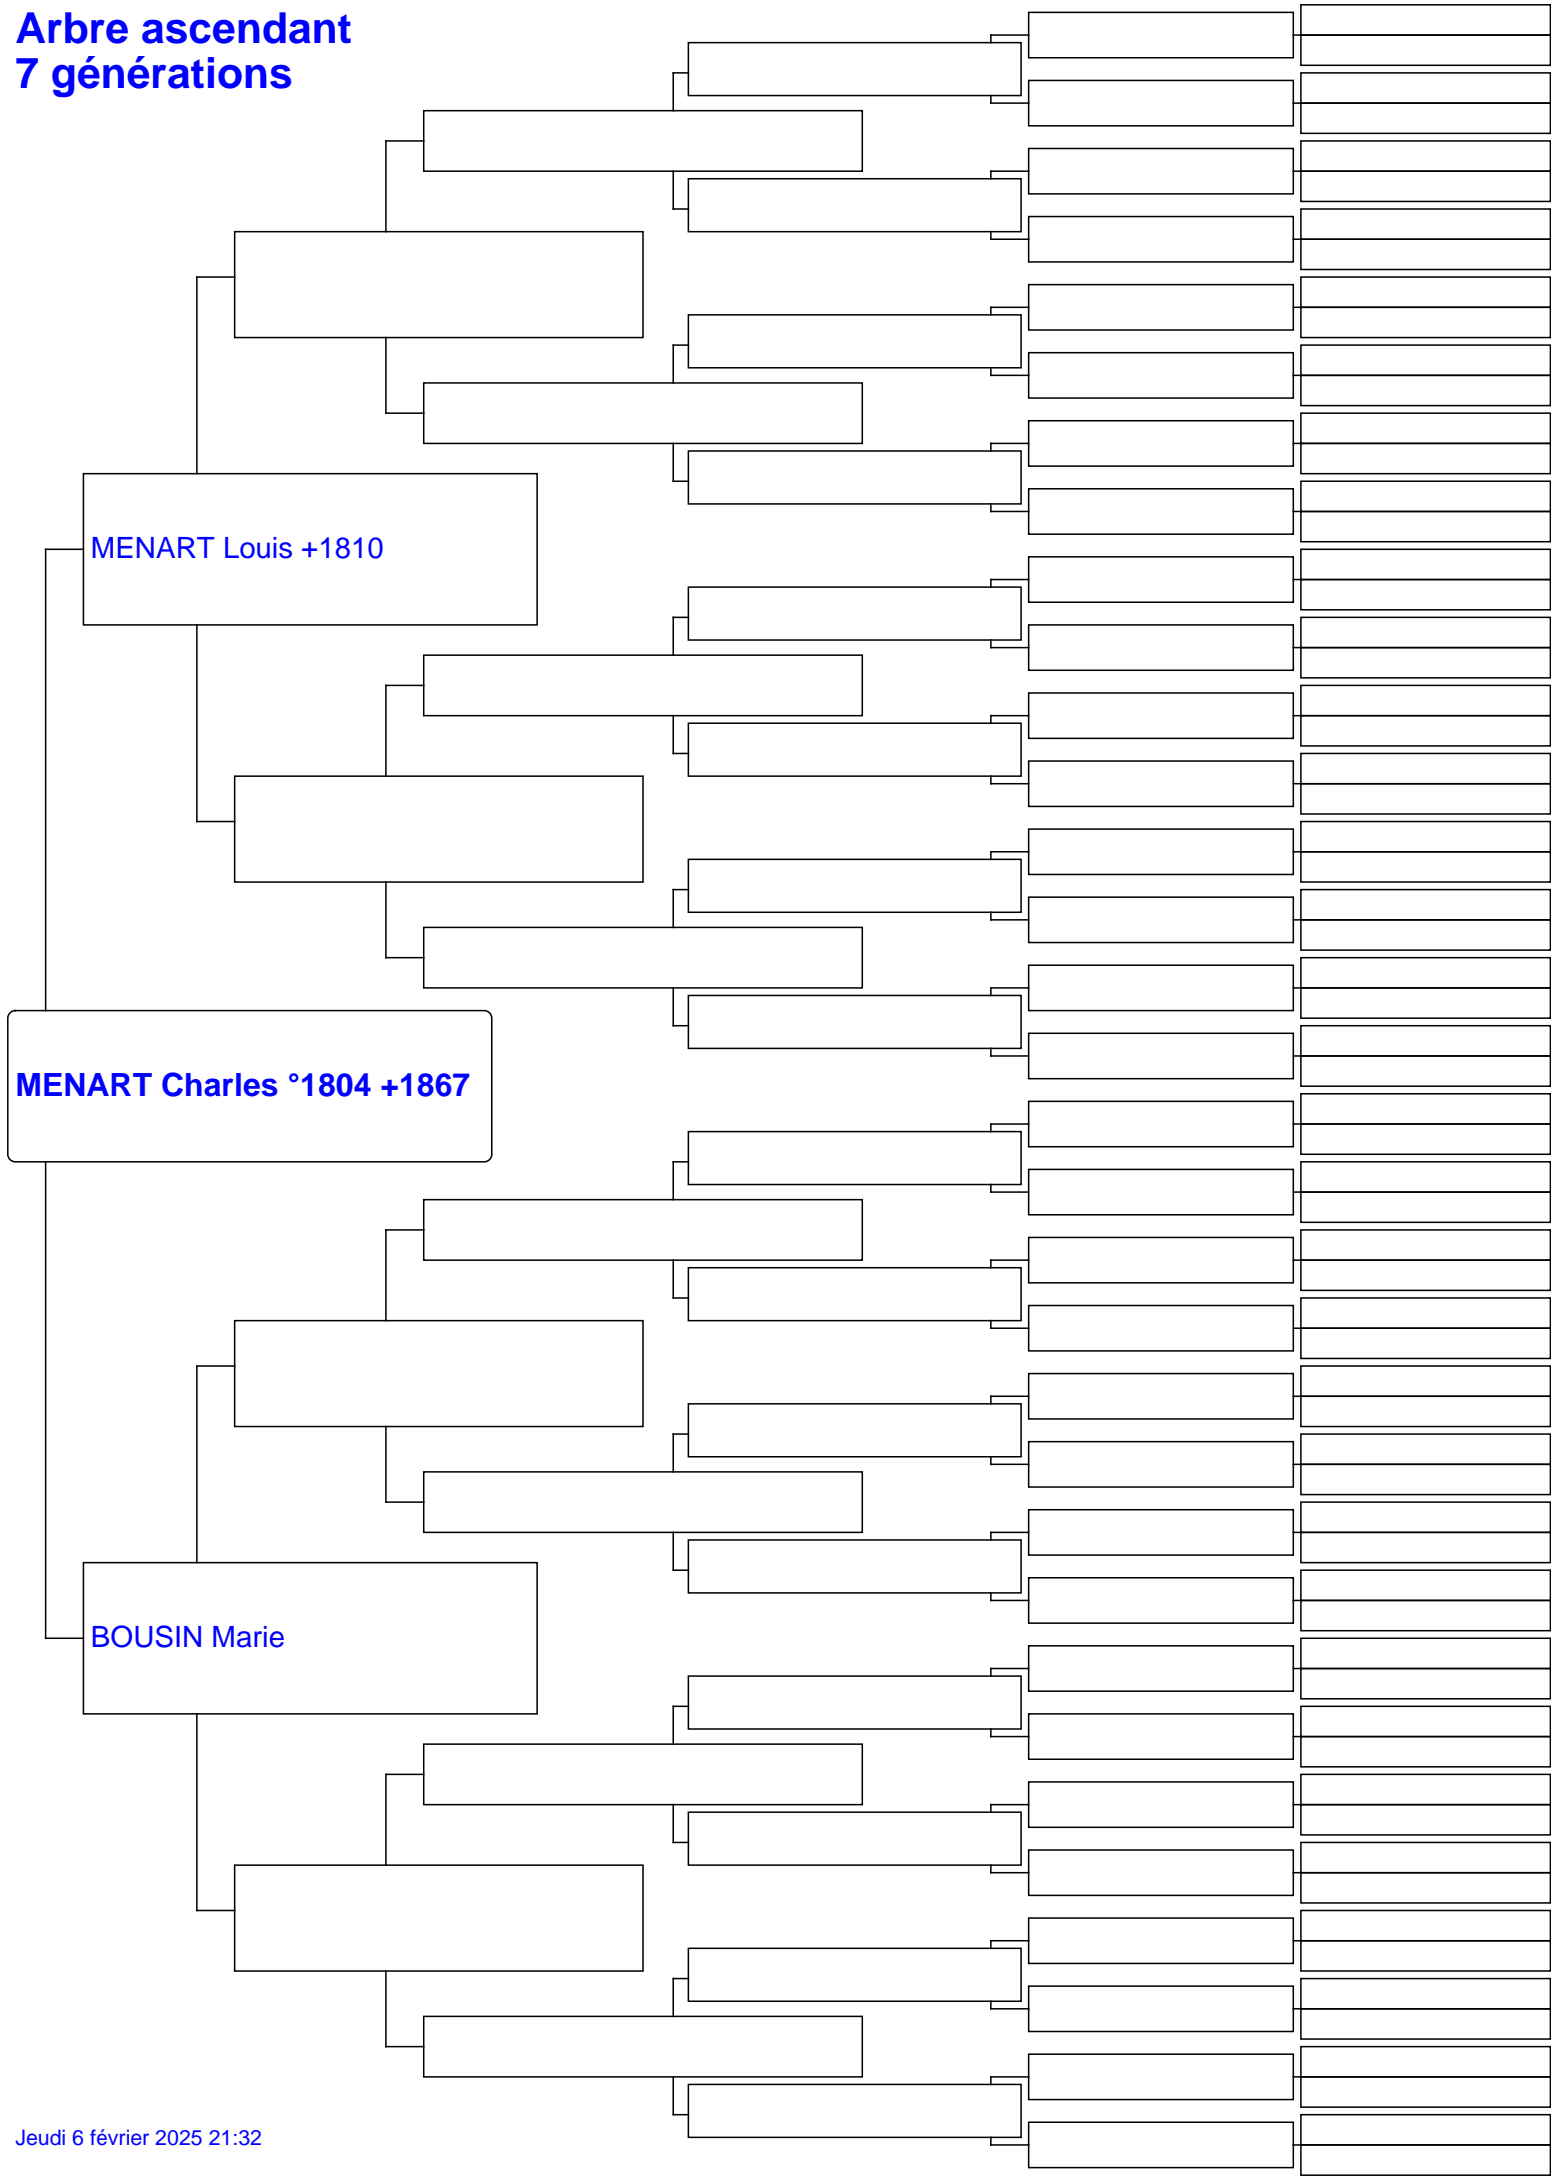 Arbre ascendant
7 générations
MENART Louis +1810
MENART Charles °1804 +1867
BOUSIN Marie
Jeudi 6 février 2025 21:32